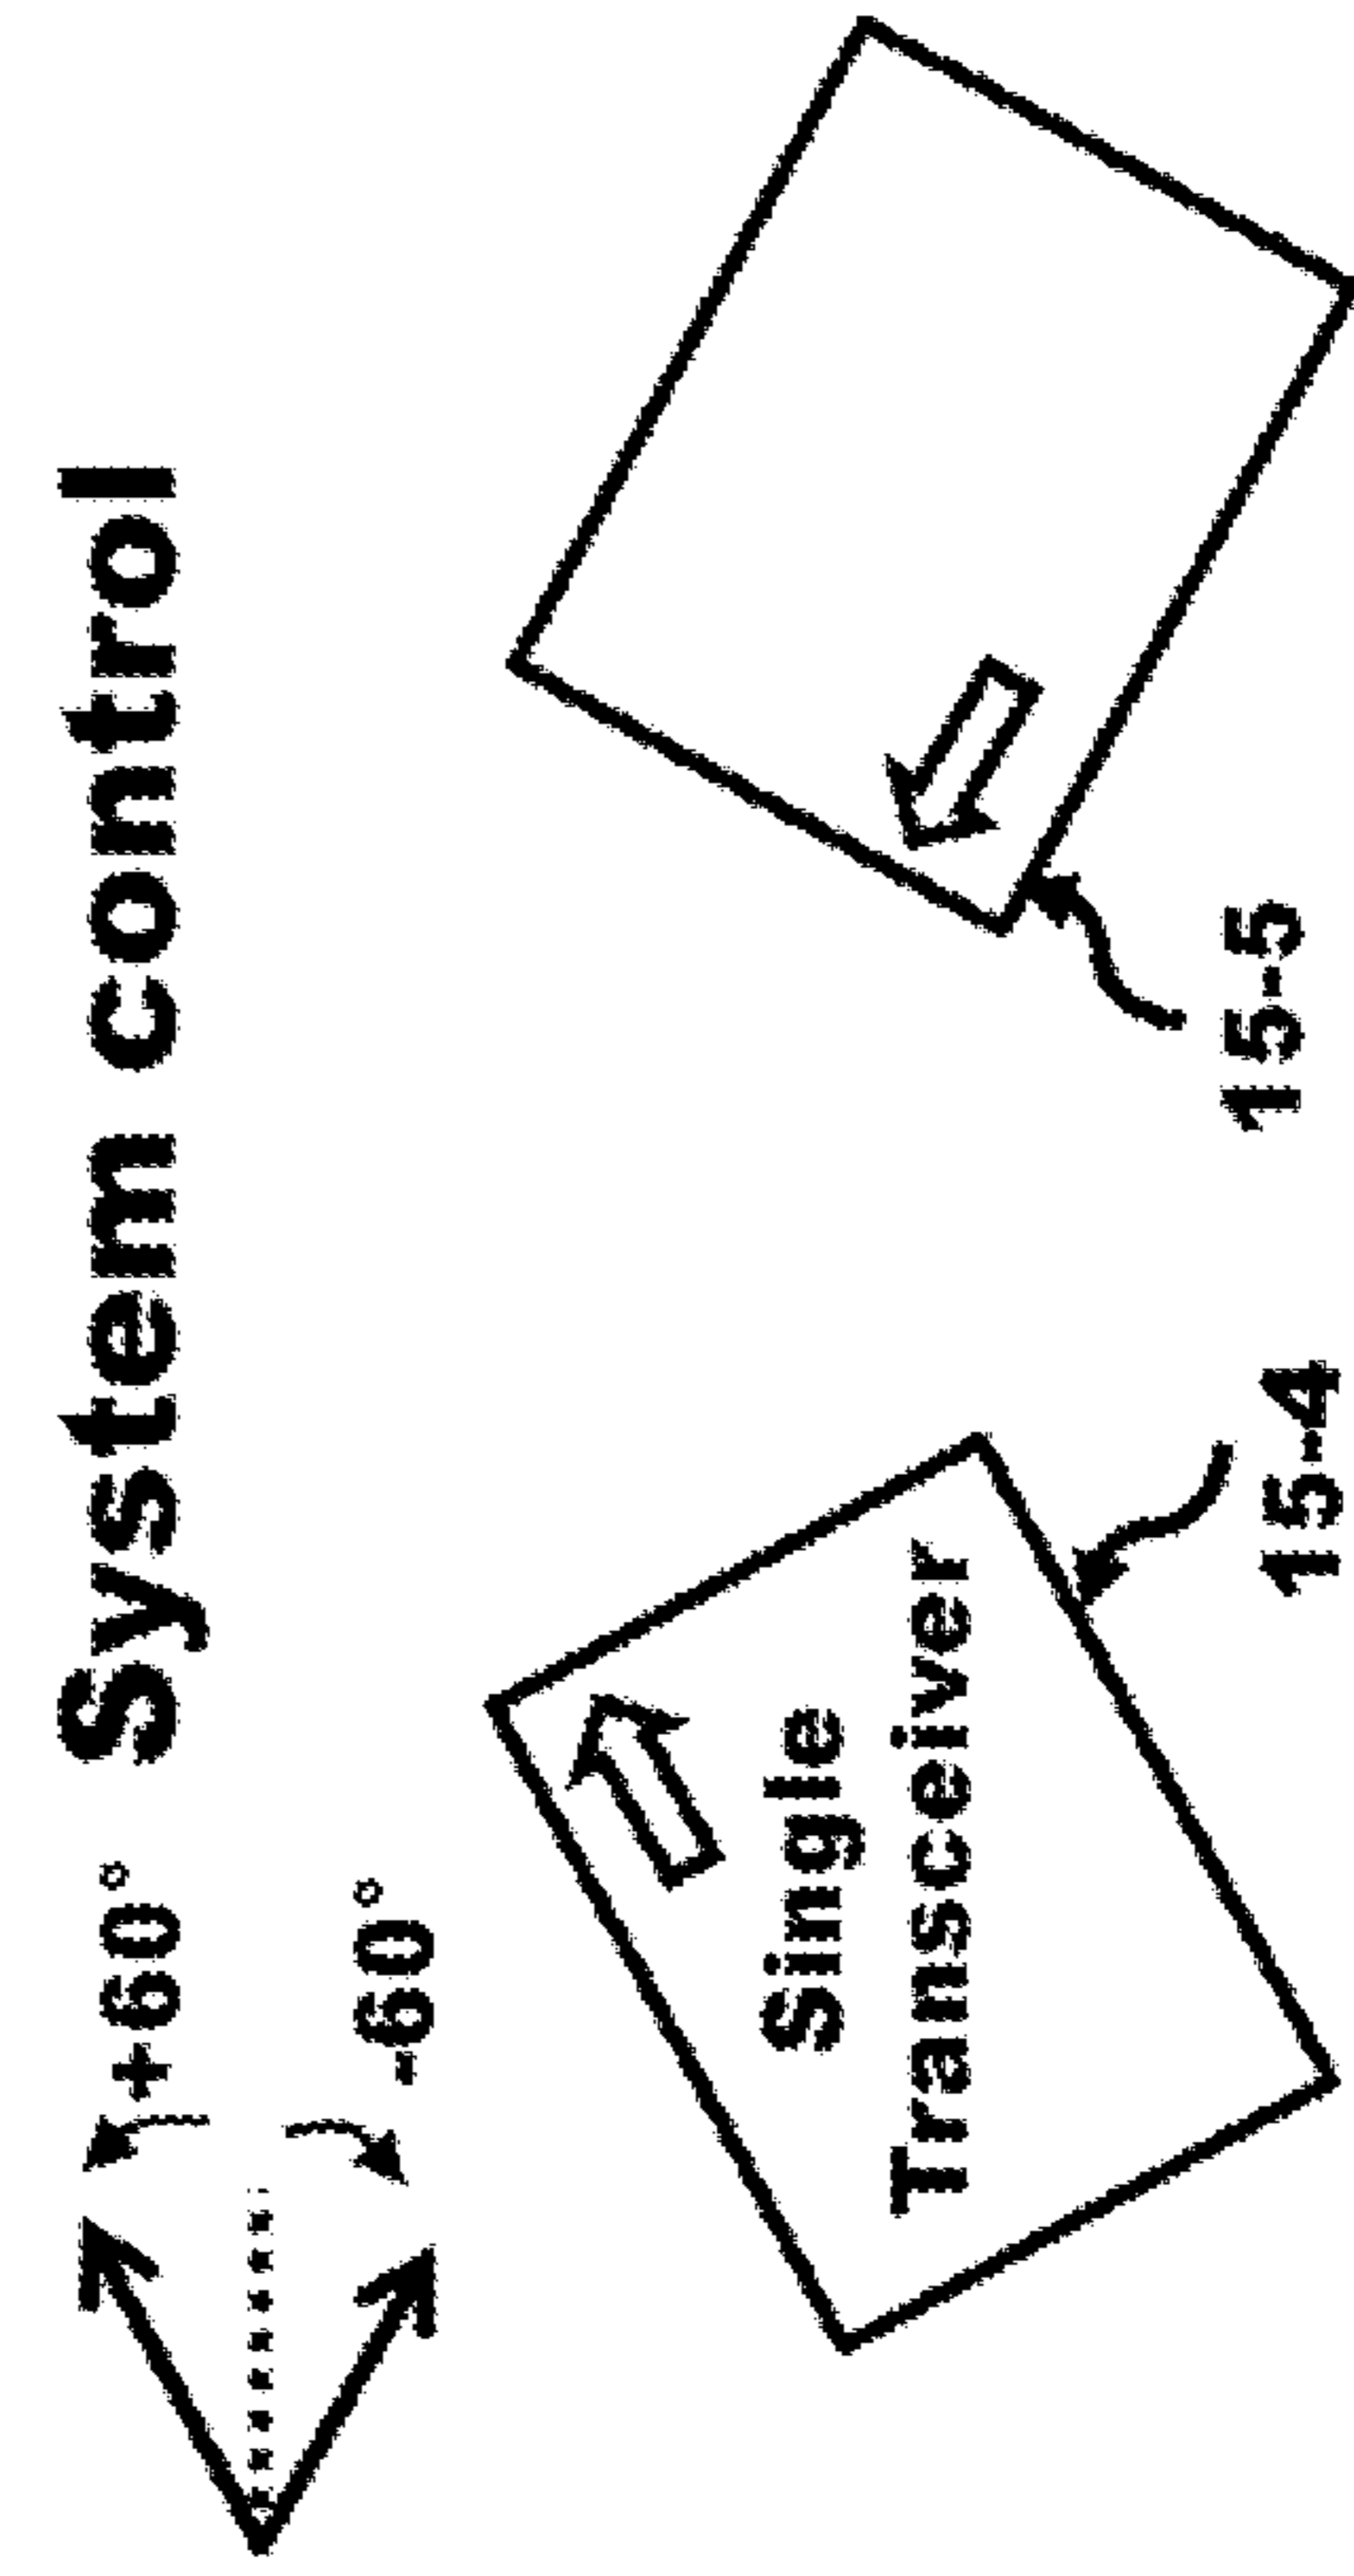 System control
+60°
-60°
Single
Transceiver
15-4
15-5